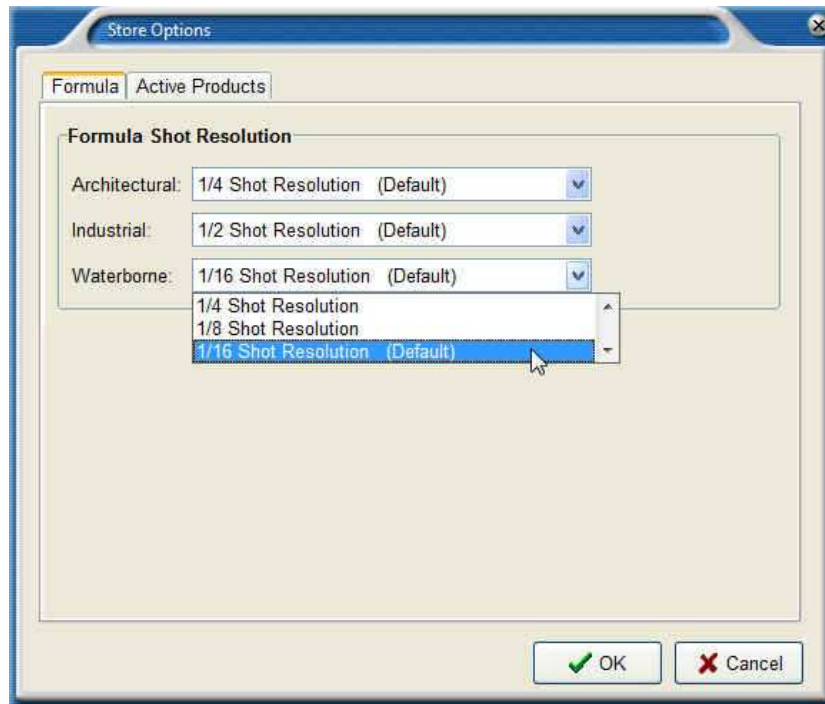 Store Options
Formula Active Products
Formula Shot Resolution
Architectural: 1/4 Shot Resolution (Default)
Industrial: 1/2 Shot Resolution (Default)
Waterborne: 1/16 Shot Resolution (Default)
1/4 Shot Resolution
1/8 Shot Resolution
1/16 Shot Resolution (Default)
OK Cancel